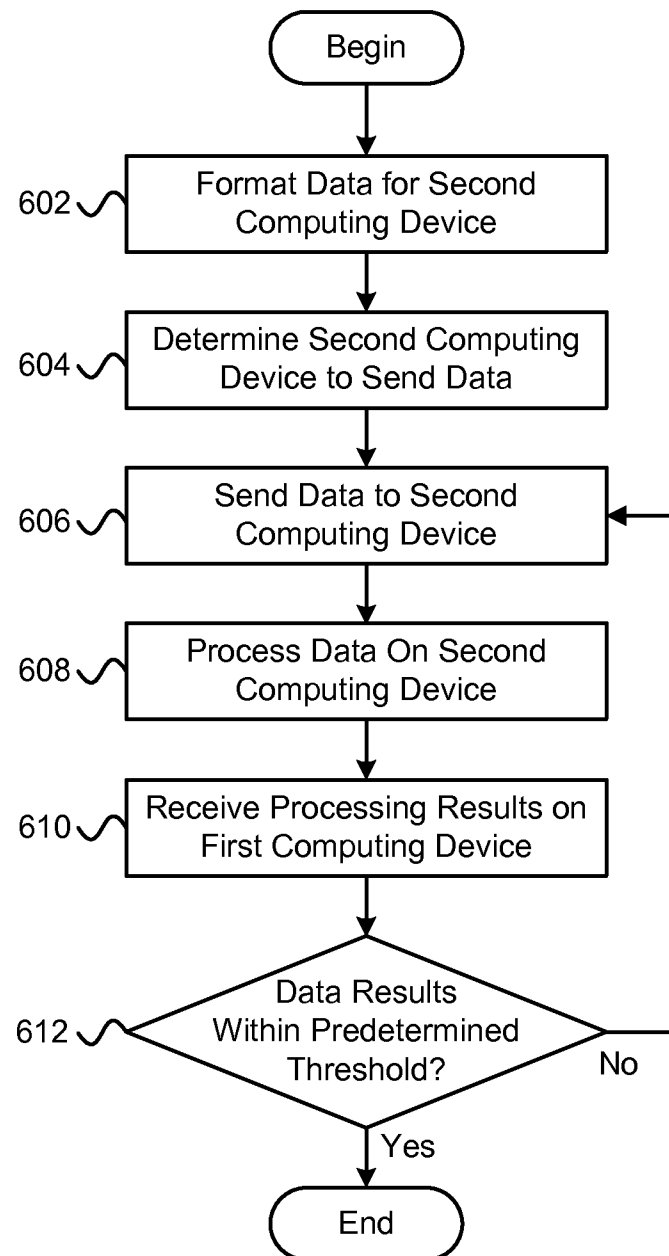 Begin
602
Format Data for Second
Computing Device
604
Determine Second Computing
Device to Send Data
606
Send Data to Second
Computing Device
608
Process Data On Second
Computing Device
610
Receive Processing Results on
First Computing Device
612
Data Results
Within Predetermined
Threshold?
No
Yes
End